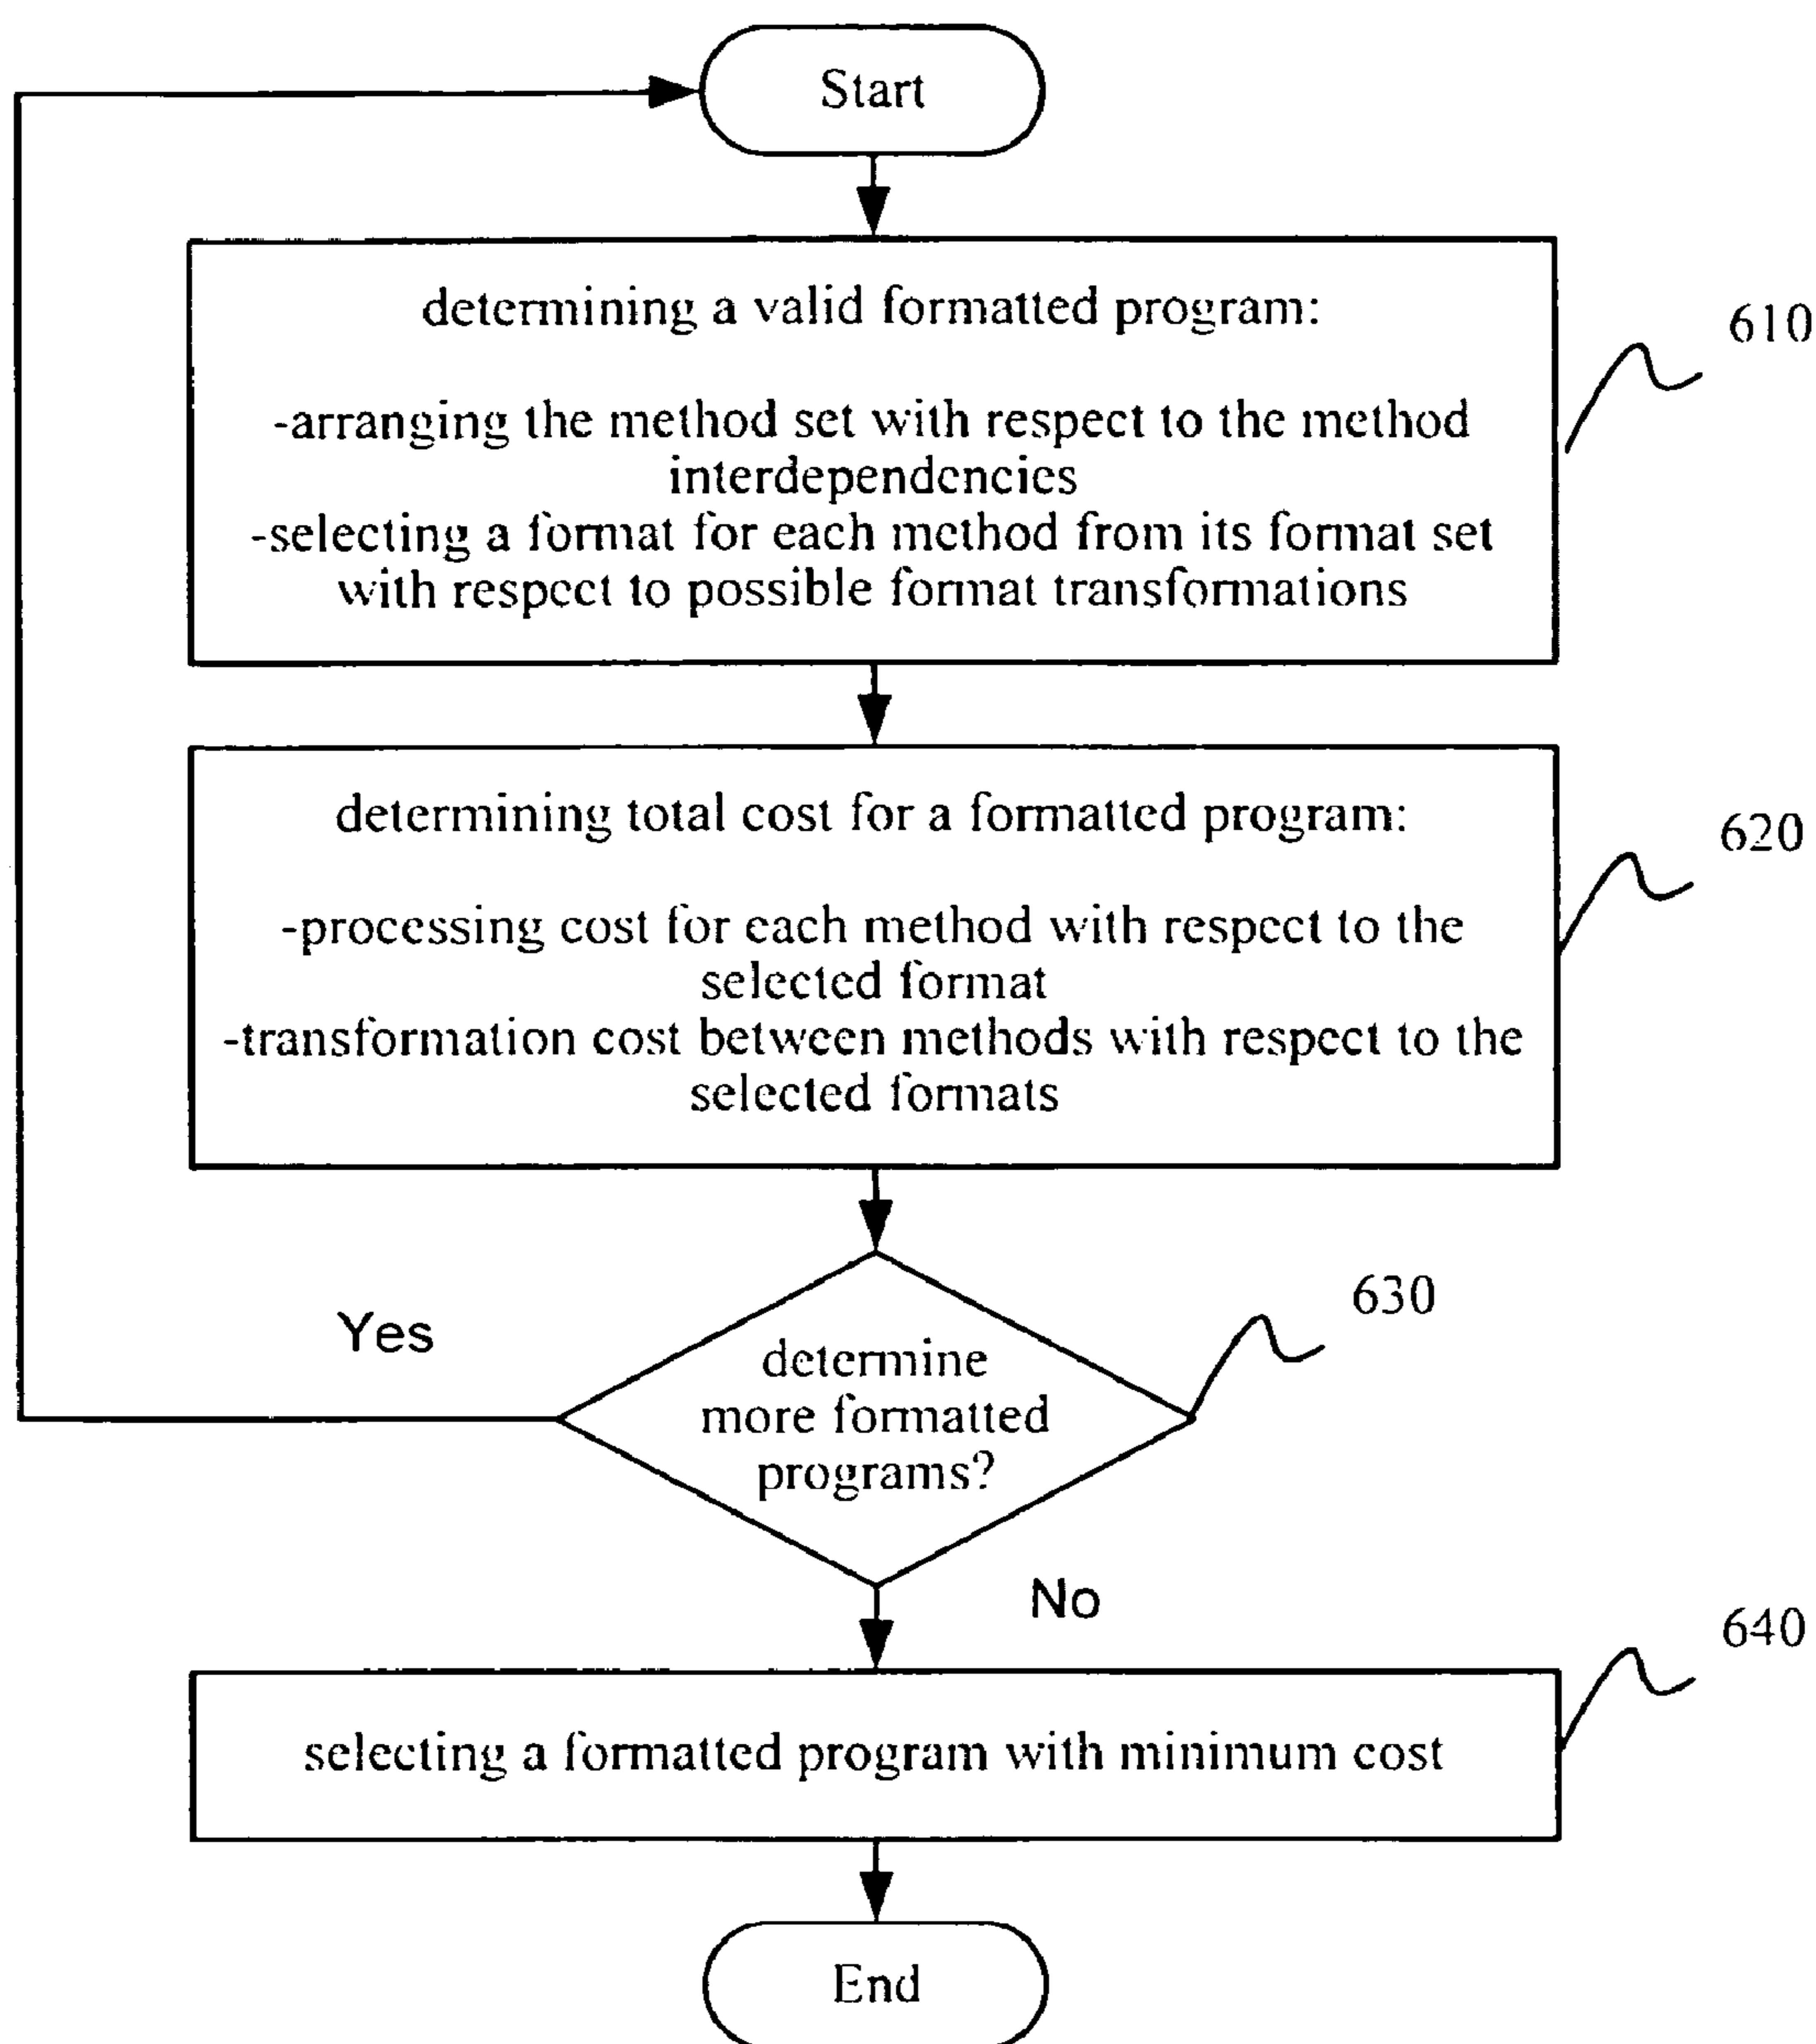 Start
determining a valid formatted program:
610
-arranging the method set with respect to the method
interdependencies
-selecting a format for each method from its format set
with respect to possible format transformations
determining total cost for a formatted program:
620
-processing cost for each method with respect to the
selected format
-transformation cost between methods with respect to the
selected formats
630
Yes
determine
more formatted
programs?
No
640
selecting a formatted program with minimum cost
End